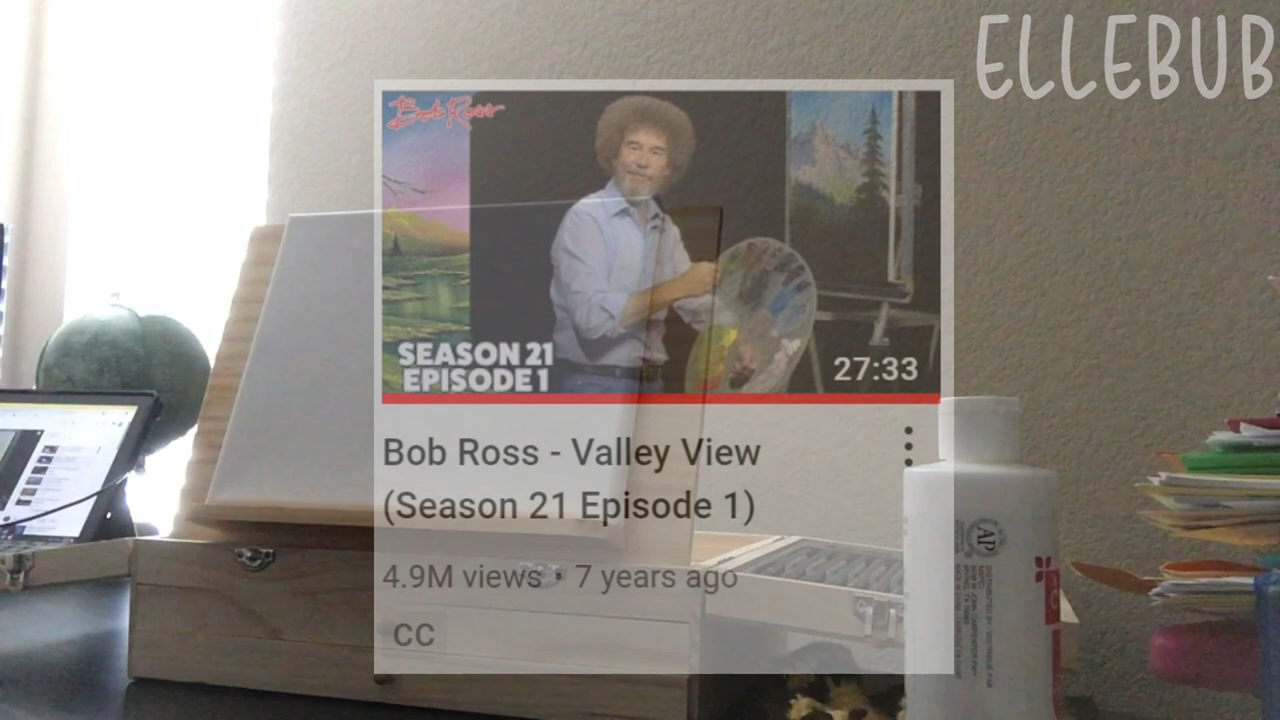 ELLEBUB
Bob Ross
SEASON 21
EPISODE 1
27:33
Bob Ross - Valley View
(Season 21 Episode 1)
4.9M views · 7 years ago
CC
AP